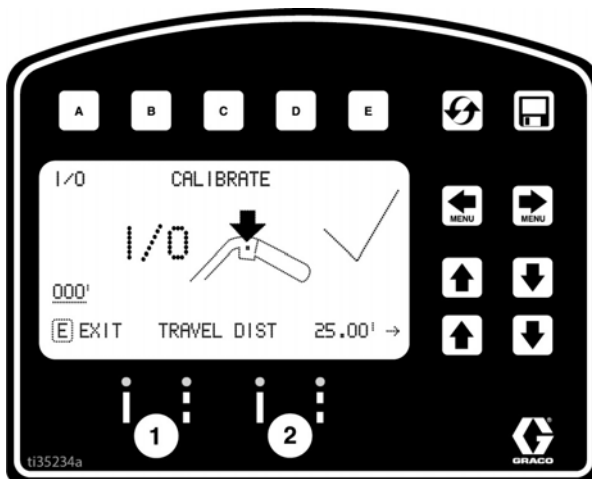 A B C D E
I/O CALIBRATE
MENU MENU
I/O
000'
E EXIT TRAVEL DIST 25.00' →
1 2
ti35234a
GRACO